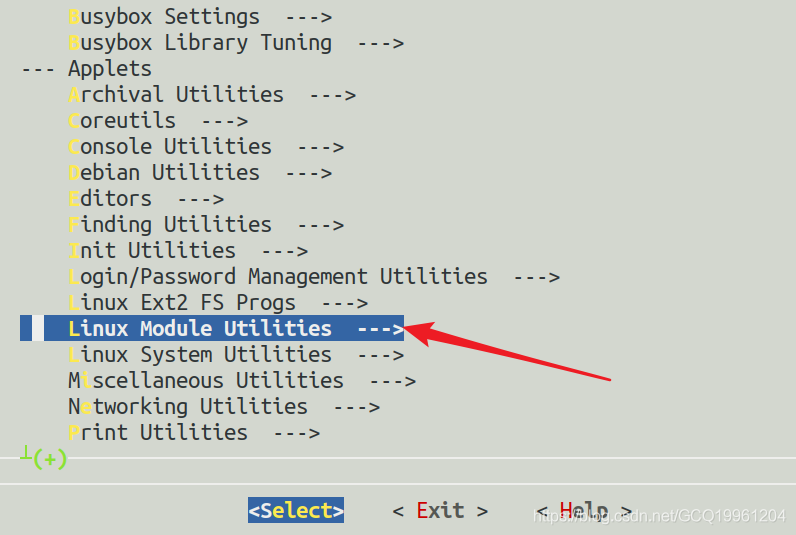 Busybox Settings --->
Busybox Library Tuning --->
--- Applets
Archival Utilities --->
Coreutils --->
Console Utilities --->
Debian Utilities --->
Editors --->
Finding Utilities --->
Init Utilities --->
Login/Password Management Utilities --->
Linux Ext2 FS Progs --->
Linux Module Utilities --->
Linux System Utilities --->
Miscellaneous Utilities --->
Networking Utilities --->
Print Utilities --->
┴(+)
<Select> < Exit > < Help >
https://blog.csdn.net/GCQ19961204